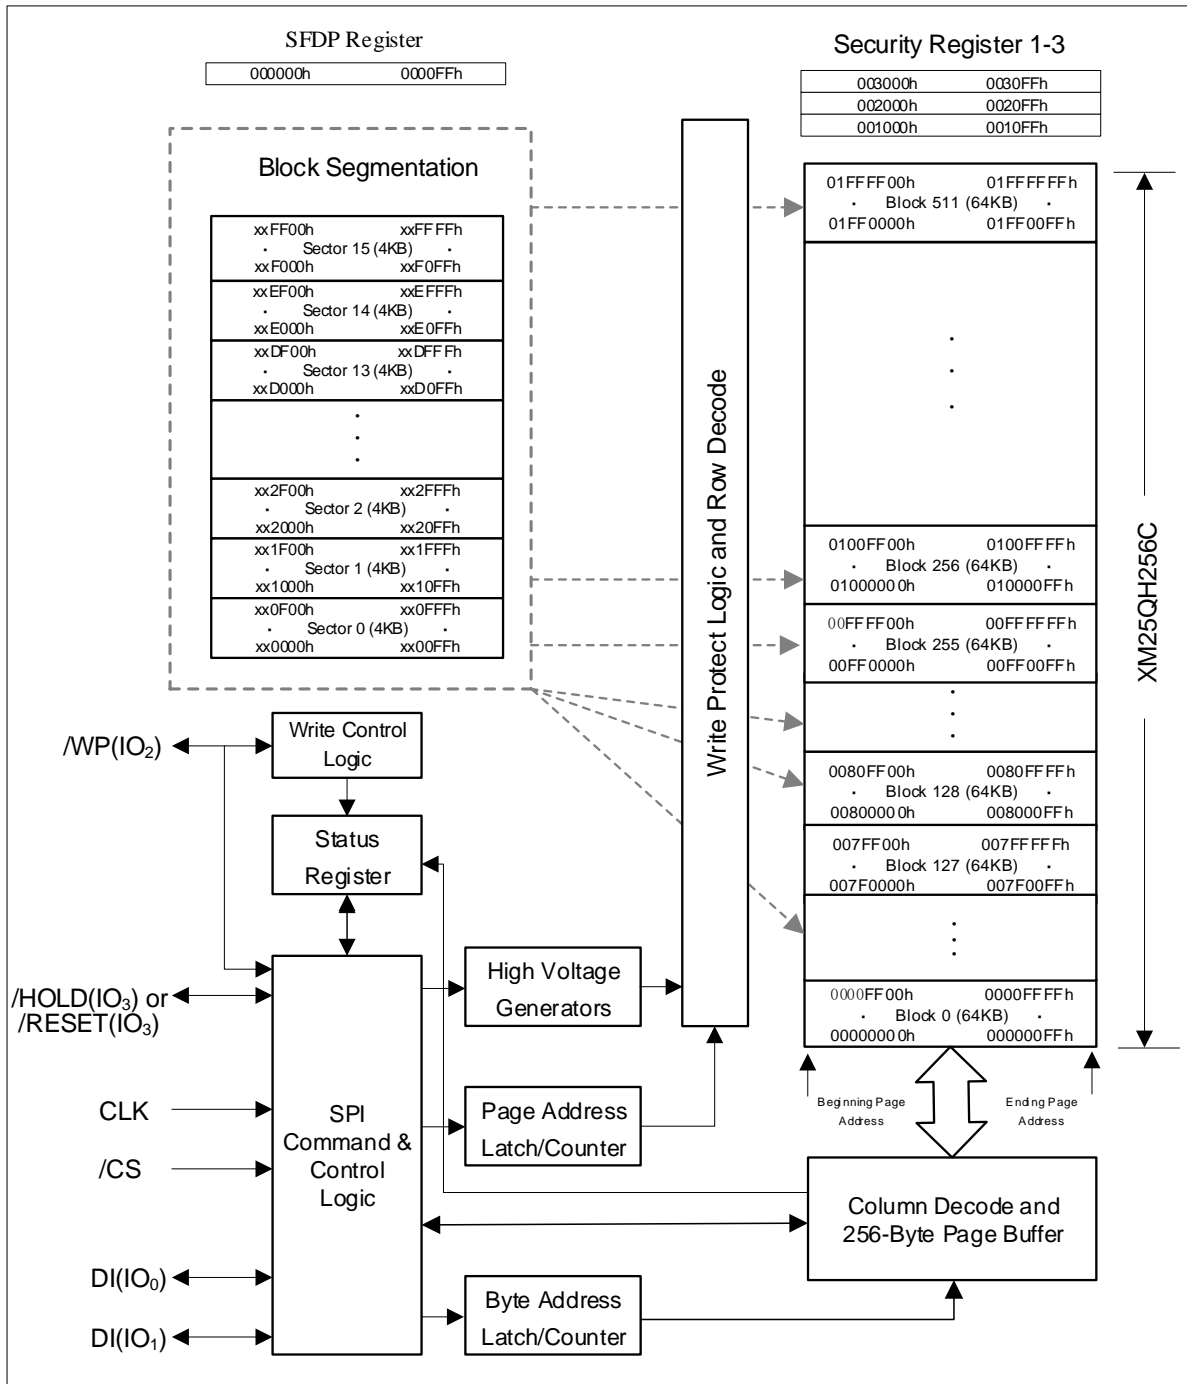 SFDP Register
000000h 0000FFh
Security Register 1-3
003000h 0030FFh
002000h 0020FFh
001000h 0010FFh
Block Segmentation
xxFF00h xxFFFFh
· Sector 15 (4KB) ·
xxF000h xxF0FFh
xxEF00h xxEFFFh
· Sector 14 (4KB) ·
xxE000h xxE0FFh
xxDF00h xxDFFFh
· Sector 13 (4KB) ·
xxD000h xxD0FFh
xx2F00h xx2FFFh
· Sector 2 (4KB) ·
xx2000h xx20FFh
xx1F00h xx1FFFh
· Sector 1 (4KB) ·
xx1000h xx10FFh
xx0F00h xx0FFFh
· Sector 0 (4KB) ·
xx0000h xx00FFh
Write Protect Logic and Row Decode
01FFFF00h 01FFFFFFh
· Block 511 (64KB) ·
01FF0000h 01FF00FFh
0100FF00h 0100FFFFh
· Block 256 (64KB) ·
01000000h 010000FFh
00FFFF00h 00FFFFFFh
· Block 255 (64KB) ·
00FF0000h 00FF00FFh
0080FF00h 0080FFFFh
· Block 128 (64KB) ·
00800000h 008000FFh
007FFF00h 007FFFFFh
· Block 127 (64KB) ·
007F0000h 007F00FFh
0000FF00h 0000FFFFh
· Block 0 (64KB) ·
00000000h 000000FFh
XM25QH256C
Beginning Page
Address
Ending Page
Address
/WP(IO2)
Write Control
Logic
Status
Register
/HOLD(IO3) or
/RESET(IO3)
CLK
/CS
DI(IO0)
DI(IO1)
SPI
Command &
Control
Logic
High Voltage
Generators
Page Address
Latch/Counter
Byte Address
Latch/Counter
Column Decode and
256-Byte Page Buffer